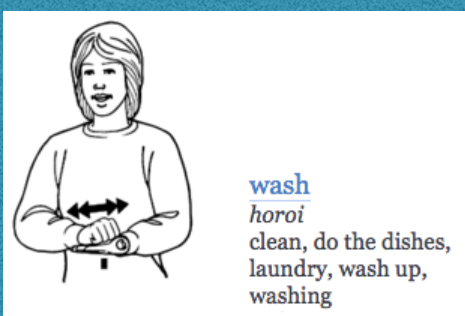 wash
horoi
clean, do the dishes,
laundry, wash up,
washing